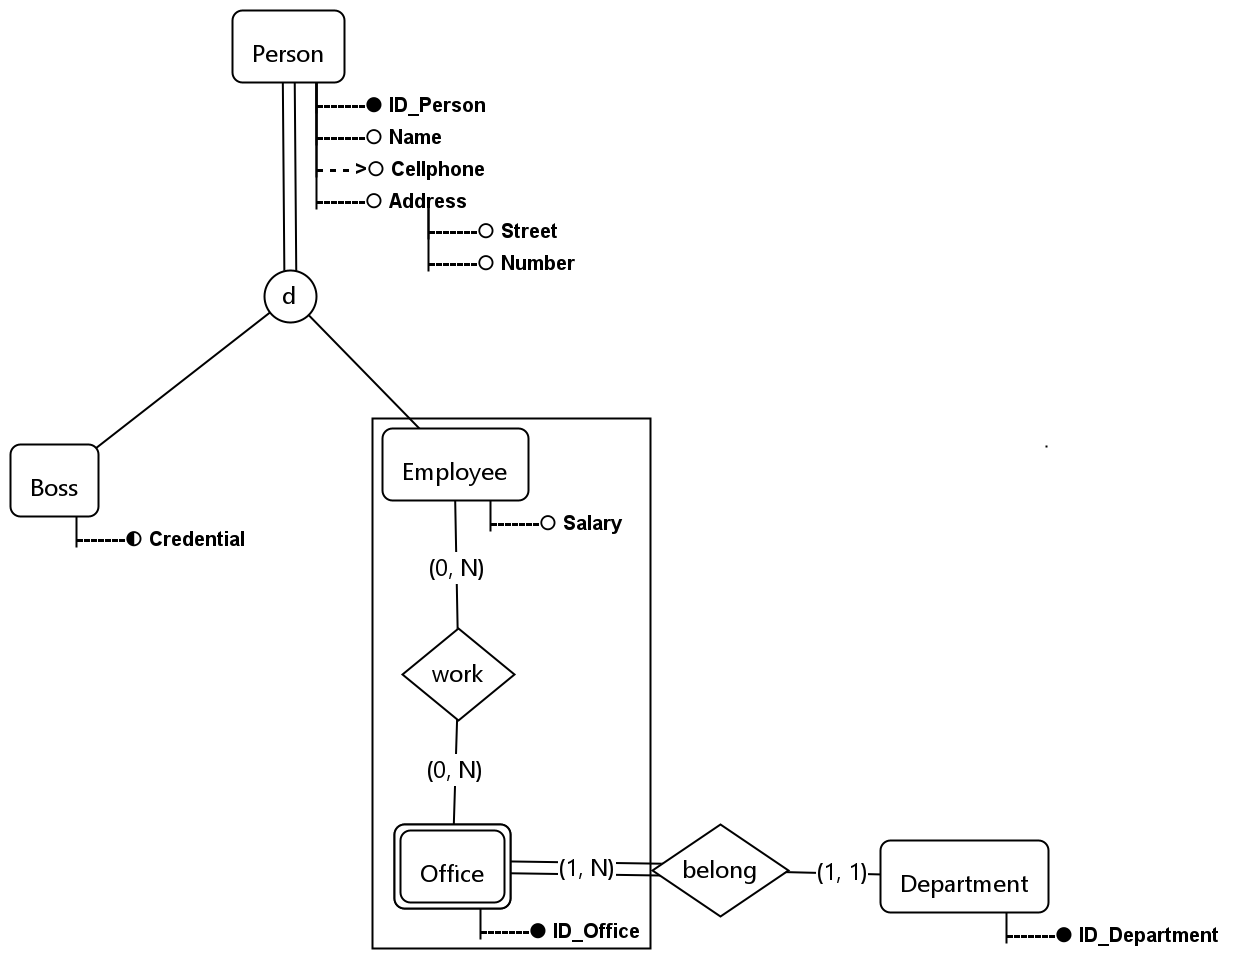 Person
ID_Person
Name
Cellphone
Address
Street
Number
d
Boss
Credential
Employee
Salary
(0, N)
work
(0, N)
Office
ID_Office
(1, N)
belong
(1, 1)
Department
ID_Department